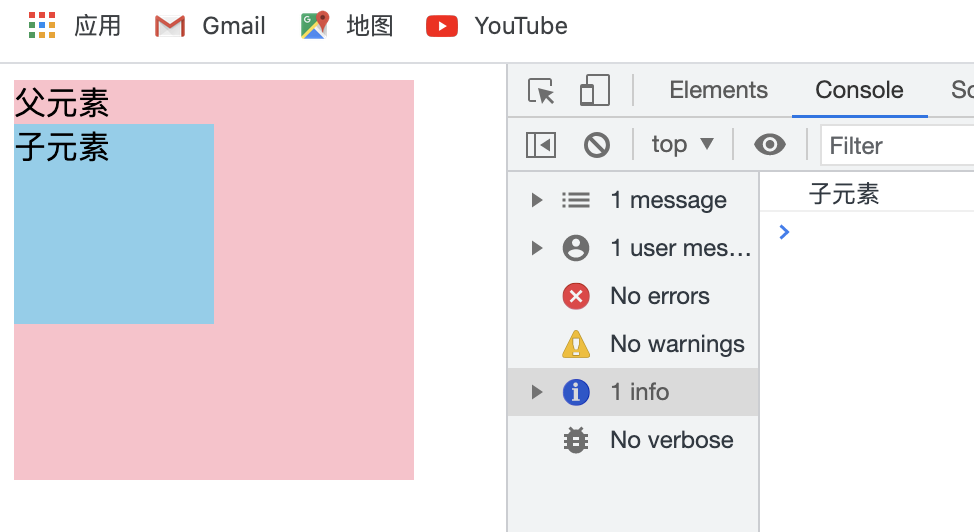 应用 Gmail 地图 YouTube
父元素
子元素
Elements Console So
top Filter
1 message
1 user mes…
No errors
No warnings
1 info
No verbose
子元素